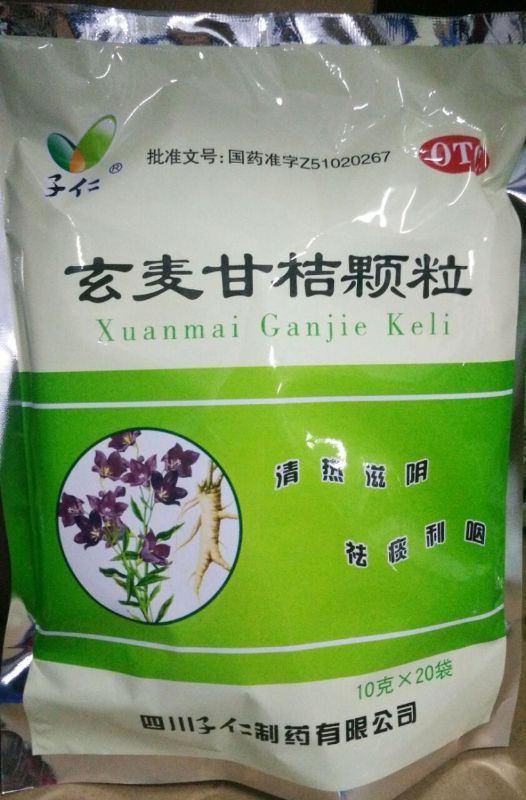 子仁®
批准文号:国药准字Z51020267
OTC
玄麦甘桔颗粒
Xuanmai Ganjie Keli
清热滋阴
祛痰利咽
10克×20袋
四川子仁制药有限公司